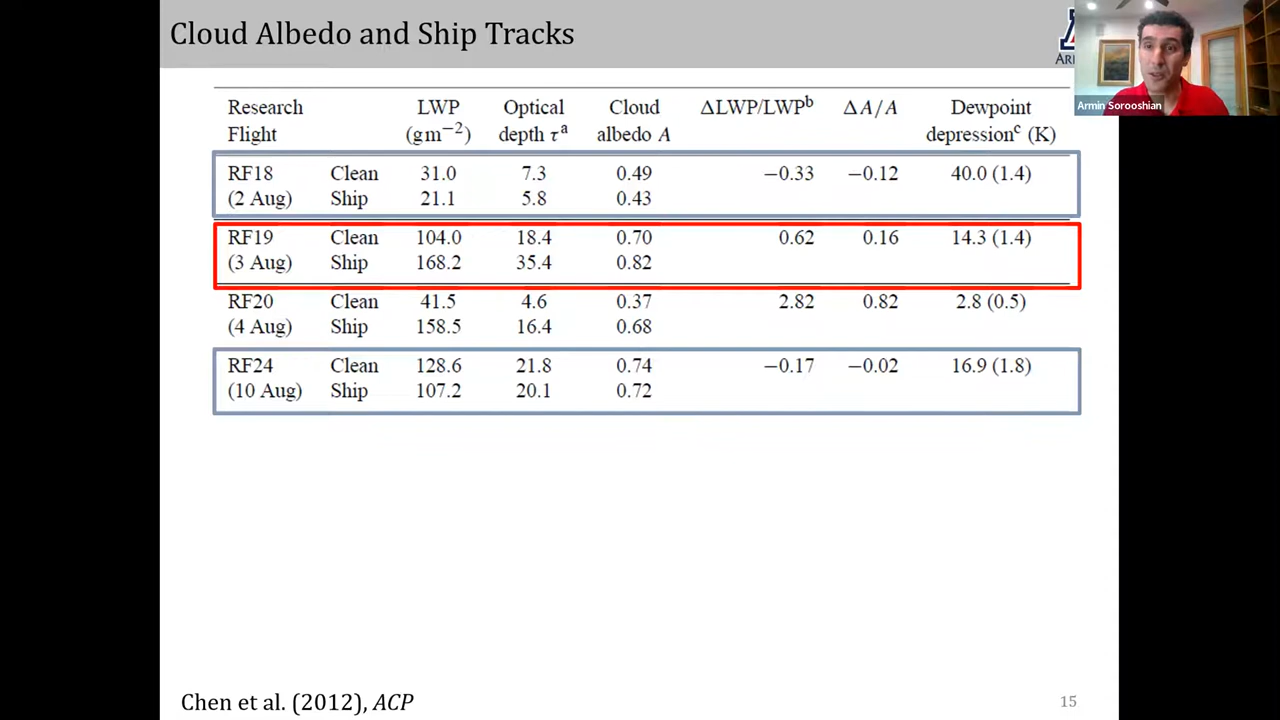 Cloud Albedo and Ship Tracks
Armin Sorooshian
Research Flight LWP (gm−2) Optical depth τa Cloud albedo A ΔLWP/LWPb ΔA/A Dewpoint depressionc (K)
RF18 Clean 31.0 7.3 0.49 −0.33 −0.12 40.0 (1.4)
(2 Aug) Ship 21.1 5.8 0.43
RF19 Clean 104.0 18.4 0.70 0.62 0.16 14.3 (1.4)
(3 Aug) Ship 168.2 35.4 0.82
RF20 Clean 41.5 4.6 0.37 2.82 0.82 2.8 (0.5)
(4 Aug) Ship 158.5 16.4 0.68
RF24 Clean 128.6 21.8 0.74 −0.17 −0.02 16.9 (1.8)
(10 Aug) Ship 107.2 20.1 0.72
Chen et al. (2012), ACP
15